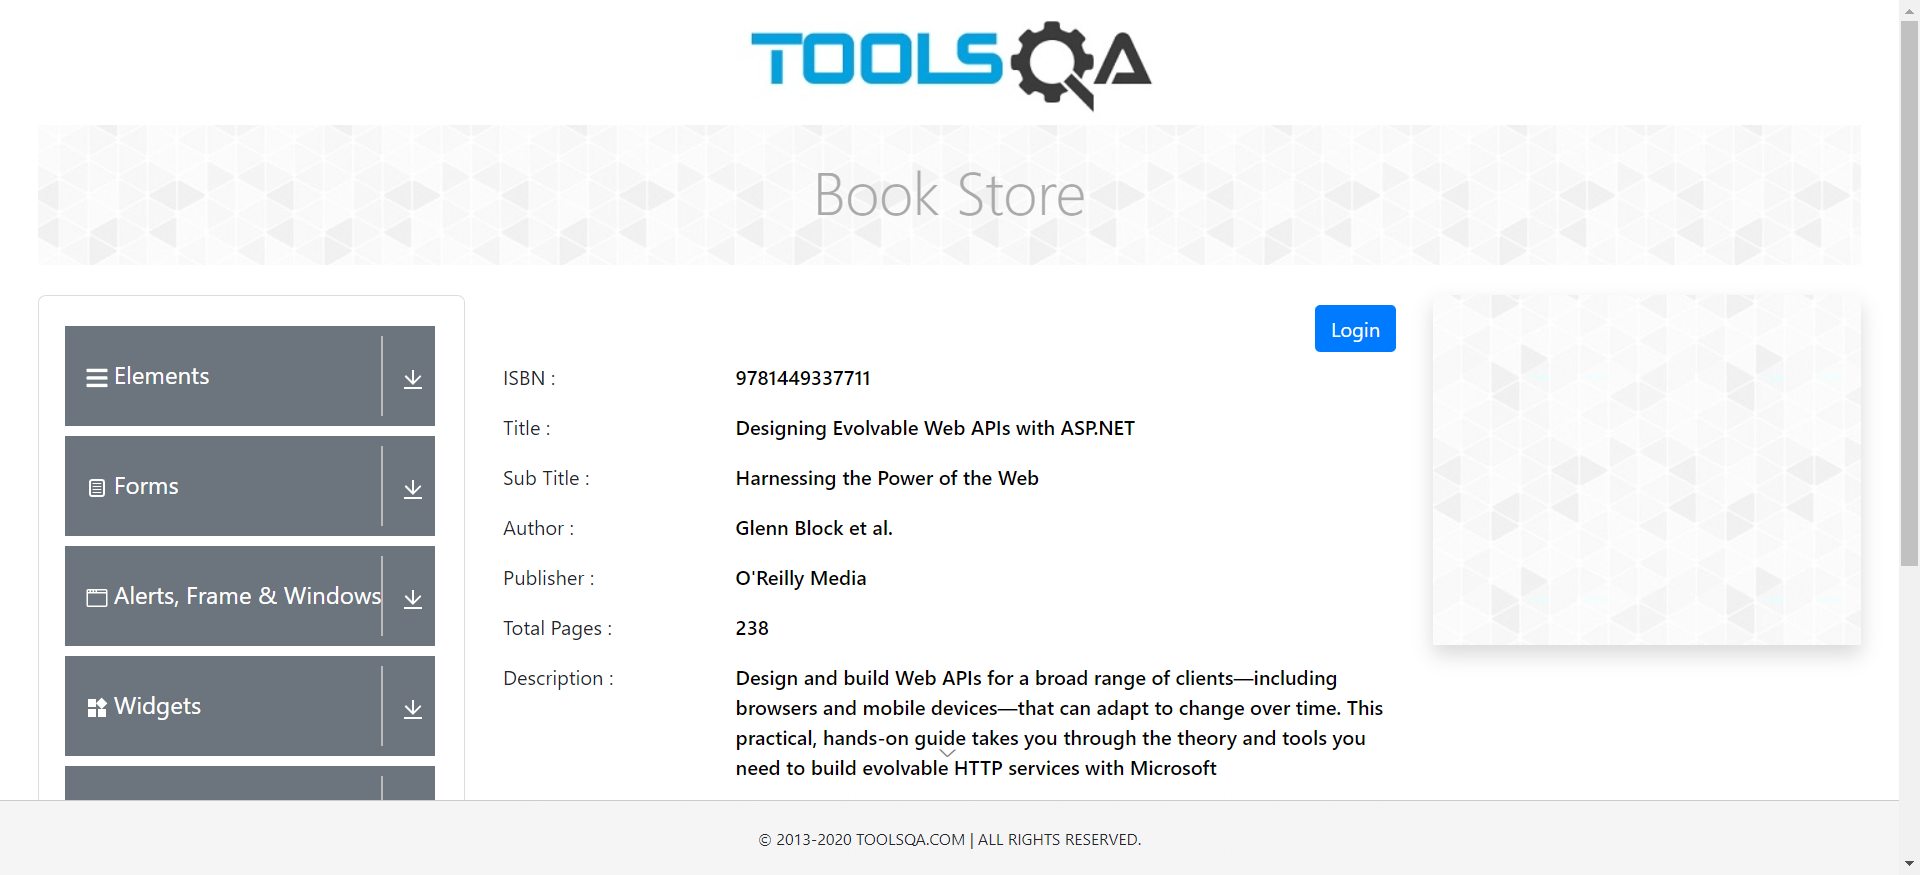 TOOLSQA
Book Store
Elements
Forms
Alerts, Frame & Windows
Widgets
Login
ISBN : 9781449337711
Title : Designing Evolvable Web APIs with ASP.NET
Sub Title : Harnessing the Power of the Web
Author : Glenn Block et al.
Publisher : O'Reilly Media
Total Pages : 238
Description : Design and build Web APIs for a broad range of clients—including
browsers and mobile devices—that can adapt to change over time. This
practical, hands-on guide takes you through the theory and tools you
need to build evolvable HTTP services with Microsoft
© 2013-2020 TOOLSQA.COM | ALL RIGHTS RESERVED.